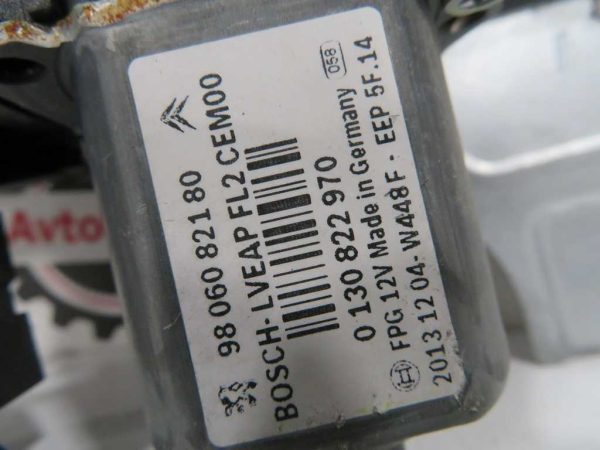 98 060 821 80
BOSCH-LVEAP FL2 CEM00
0 130 822 970
FPG 12V Made in Germany 058
2013 12 04-W448F - EEP 5F.14
Avto